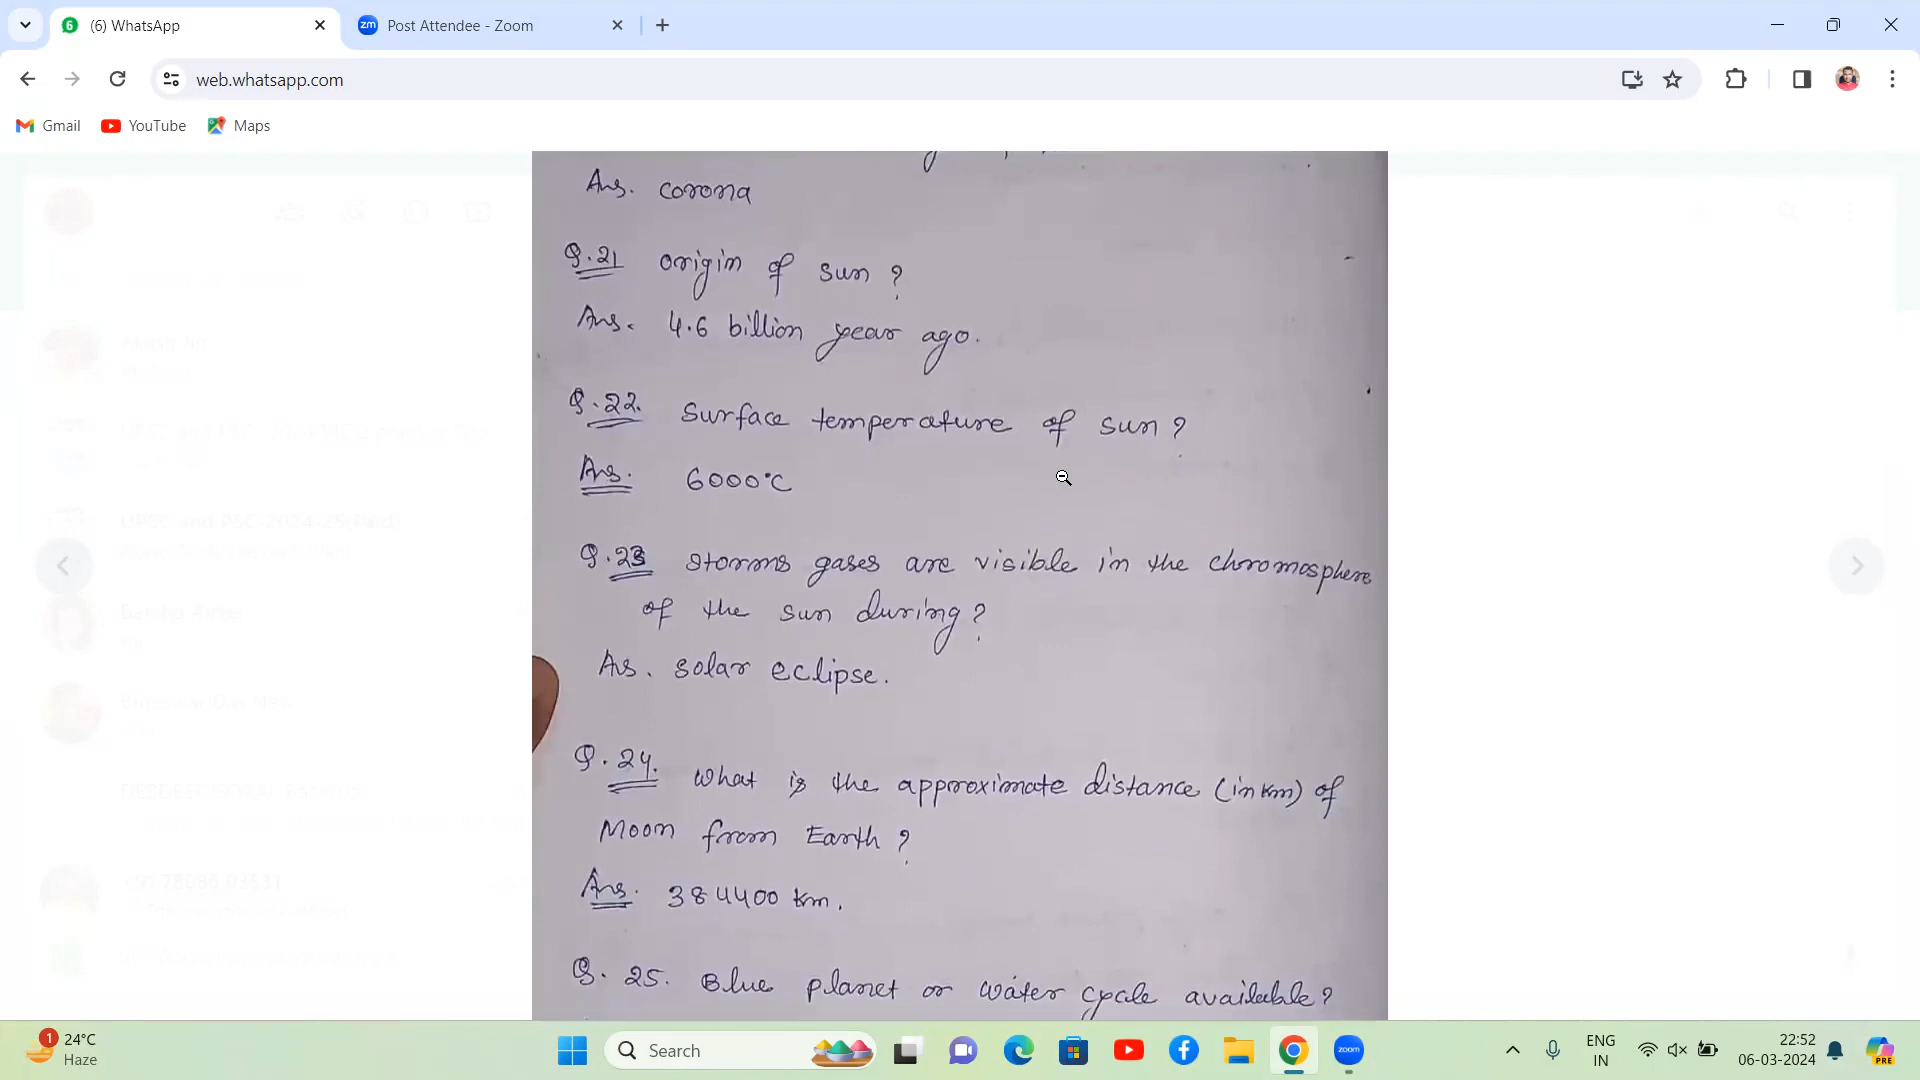 (6) WhatsApp
Post Attendee - Zoom
web.whatsapp.com
Gmail
YouTube
Maps
Ans. corona
Q.21 origin of sun ?
Ans. 4.6 billion year ago.
Q.22. Surface temperature of sun ?
Ans. 6000°C
Q.23 storms gases are visible in the chromosphere
of the sun during ?
As. solar eclipse.
Q.24. What is the approximate distance (in km) of
Moon from Earth ?
Ans. 384400 km.
Q. 25. Blue planet or water cycle available ?
1
24°C
Haze
Search
zoom
ENG
IN
22:52
06-03-2024
PRE